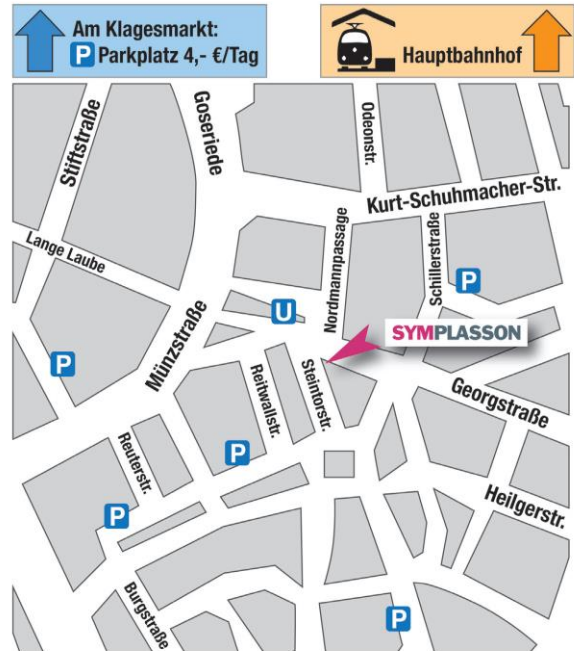 Am Klagesmarkt:
P Parkplatz 4,- €/Tag
Hauptbahnhof
Stiftstraße
Goseriede
Odeonstr.
Kurt-Schuhmacher-Str.
Lange Laube
Nordmannpassage
Schillerstraße
P
U
Münzstraße
SYMPLASSON
P
Reitwallstr.
Steintorstr.
Georgstraße
Reuterstr.
P
Heilgerstr.
P
Burgstraße
P